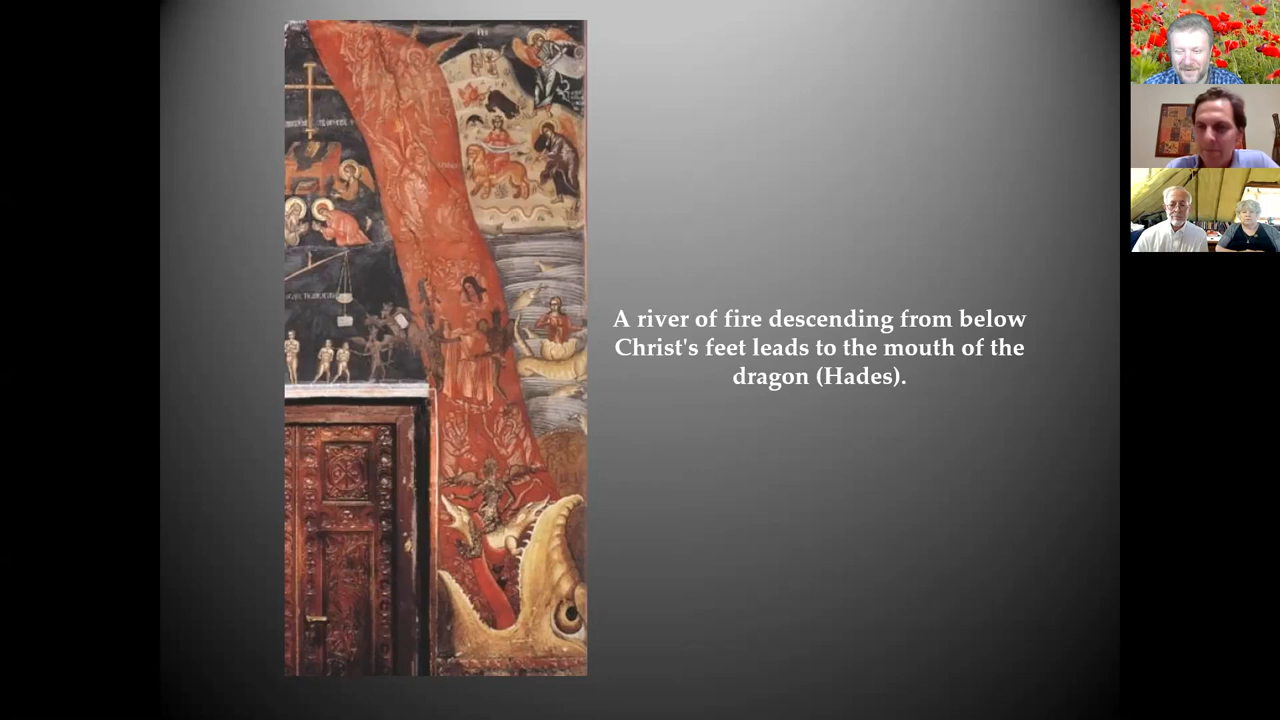 A river of fire descending from below
Christ's feet leads to the mouth of the
dragon (Hades).